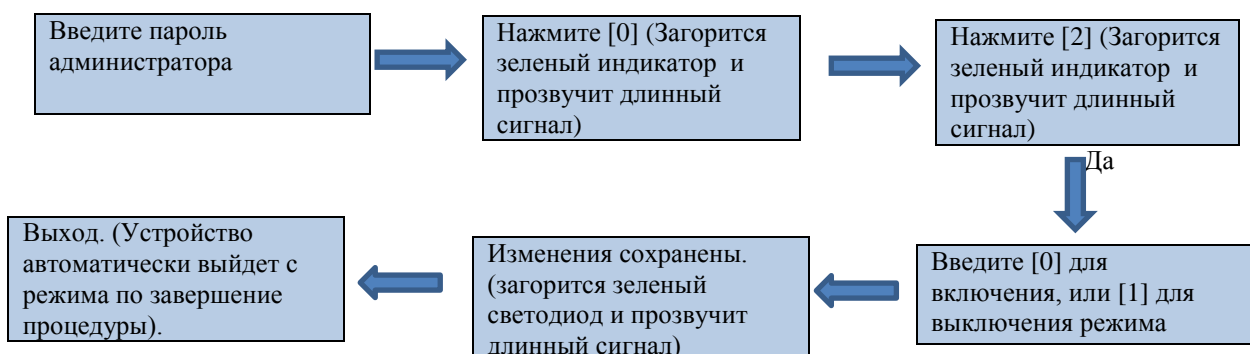 Введите пароль
администратора
Нажмите [0] (Загорится
зеленый индикатор и
прозвучит длинный
сигнал)
Нажмите [2] (Загорится
зеленый индикатор и
прозвучит длинный
сигнал)
Да
Введите [0] для
включения, или [1] для
выключения режима
Изменения сохранены.
(загорится зеленый
светодиод и прозвучит
длинный сигнал)
Выход. (Устройство
автоматически выйдет с
режима по завершение
процедуры).